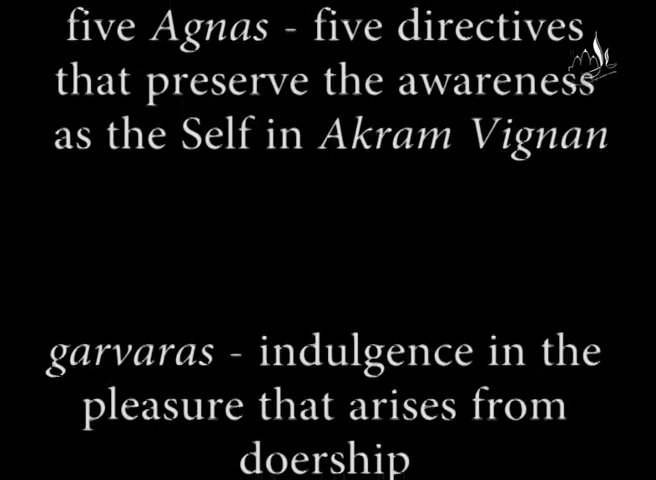 five Agnas - five directives
that preserve the awareness
as the Self in Akram Vignan
garvaras - indulgence in the
pleasure that arises from
doership